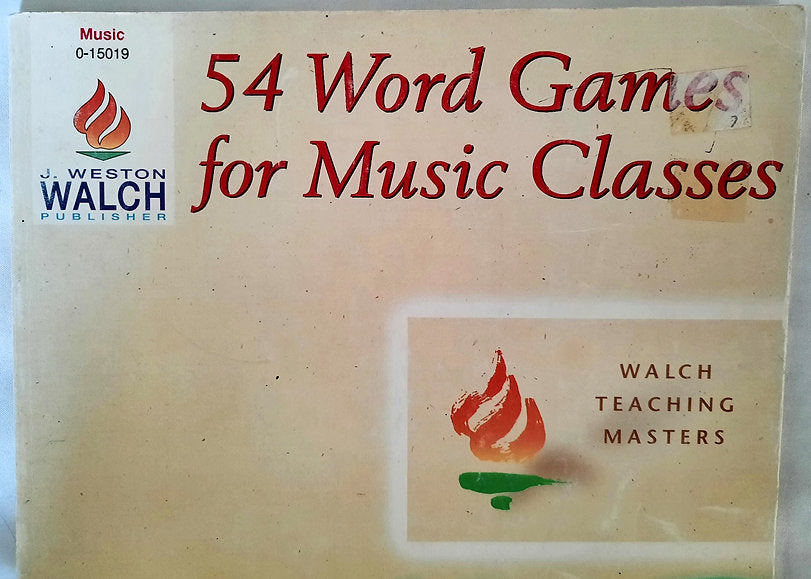 Music
0-15019
J. WESTON
WALCH
PUBLISHER
54 Word Games
for Music Classes
WALCH
TEACHING
MASTERS